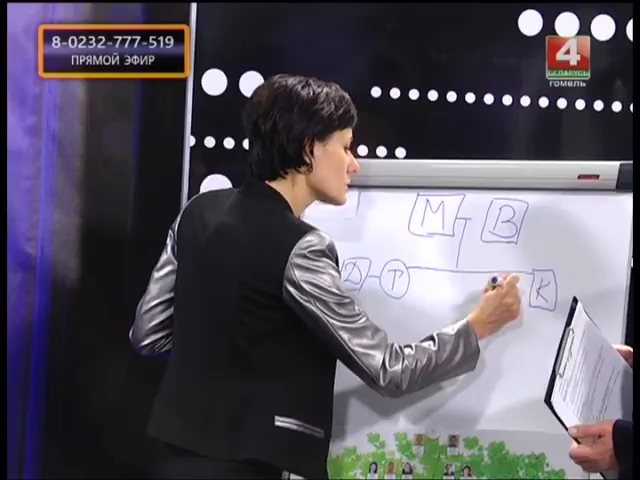 8-0232-777-519
ПРЯМОЙ ЭФИР
4
БЕЛАРУСЬ
ГОМЕЛЬ
М В
Д Т К